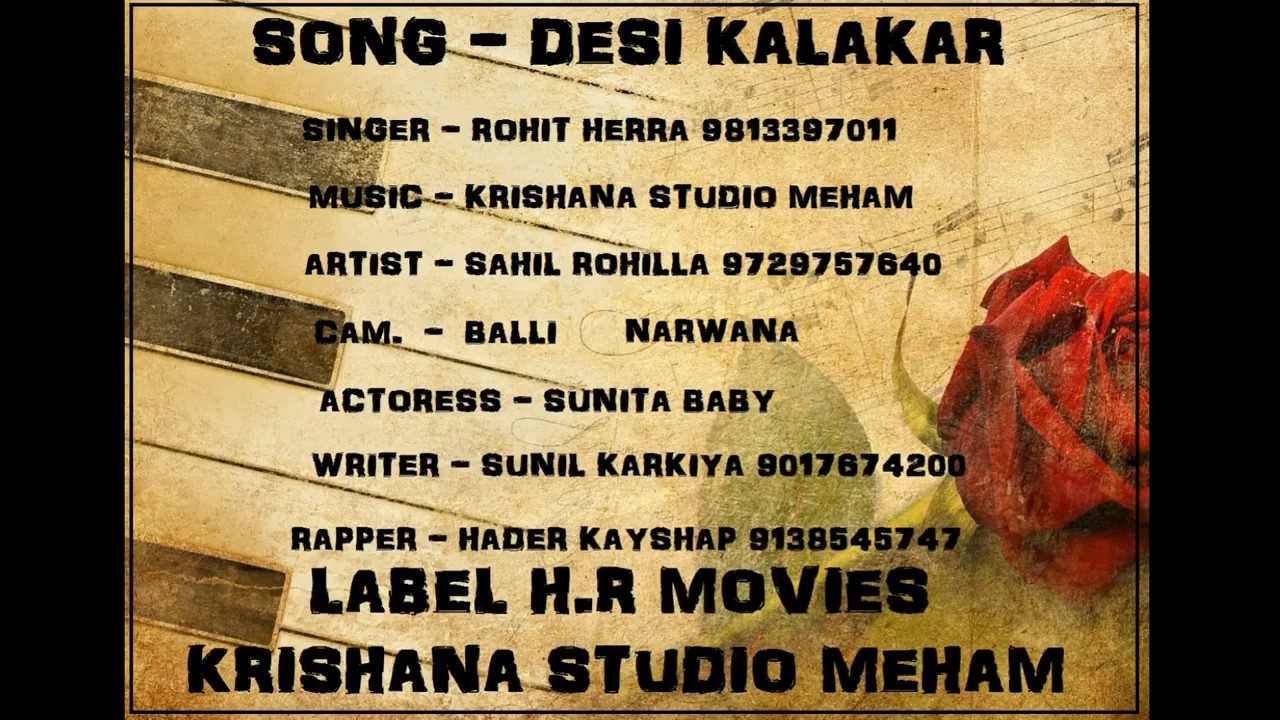 SONG - DESI KALAKAR
SINGER - ROHIT HERRA 9813397011
MUSIC - KRISHANA STUDIO MEHAM
ARTIST - SAHIL ROHILLA 9729757640
CAM. - BALLI NARWANA
ACTORESS - SUNITA BABY
WRITER - SUNIL KARKIYA 9017674200
RAPPER - HADER KAYSHAP 9138545747
LABEL H.R MOVIES
KRISHANA STUDIO MEHAM